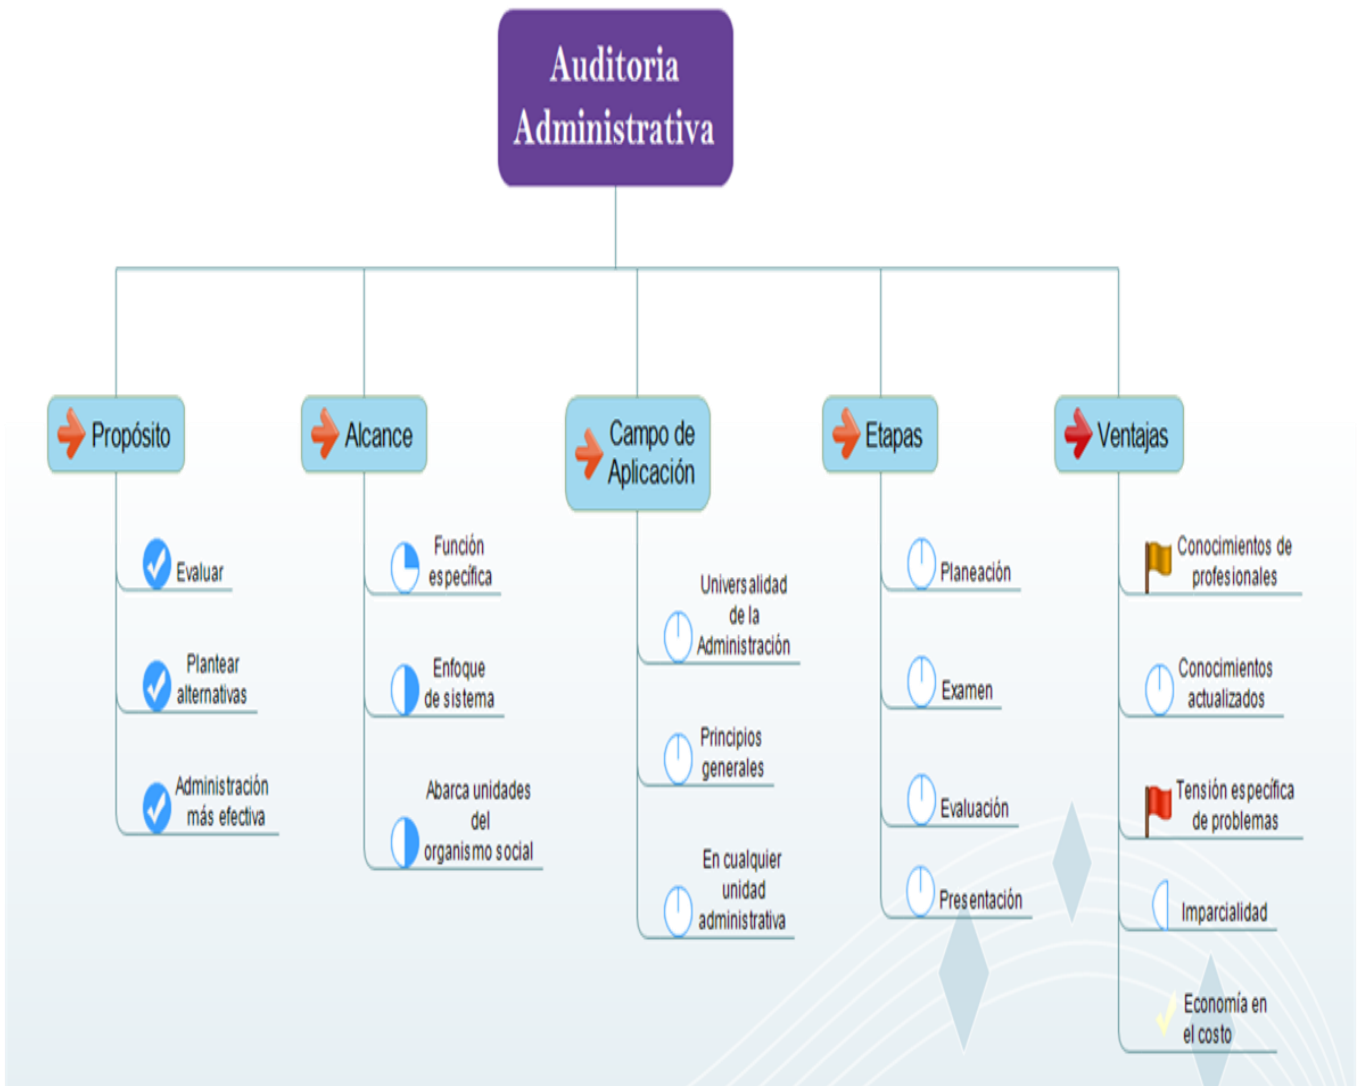 Auditoria
Administrativa
Propósito
Evaluar
Plantear
alternativas
Administración
más efectiva
Alcance
Función
específica
Enfoque
de sistema
Abarca unidades
del
organismo social
Campo de
Aplicación
Universalidad
de la
Administración
Principios
generales
En cualquier
unidad
administrativa
Etapas
Planeación
Examen
Evaluación
Presentación
Ventajas
Conocimientos de
profesionales
Conocimientos
actualizados
Tensión específica
de problemas
Imparcialidad
Economía en
el costo